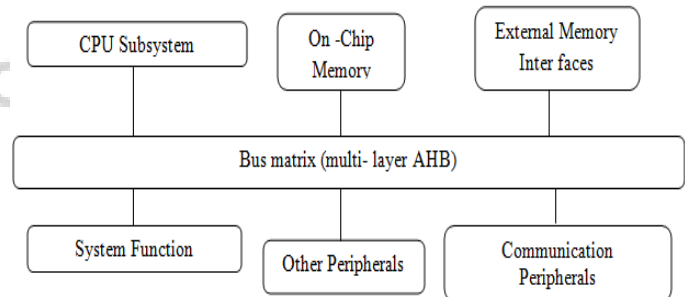 CPU Subsystem
On -Chip
Memory
External Memory
Inter faces
Bus matrix (multi- layer AHB)
System Function
Other Peripherals
Communication
Peripherals